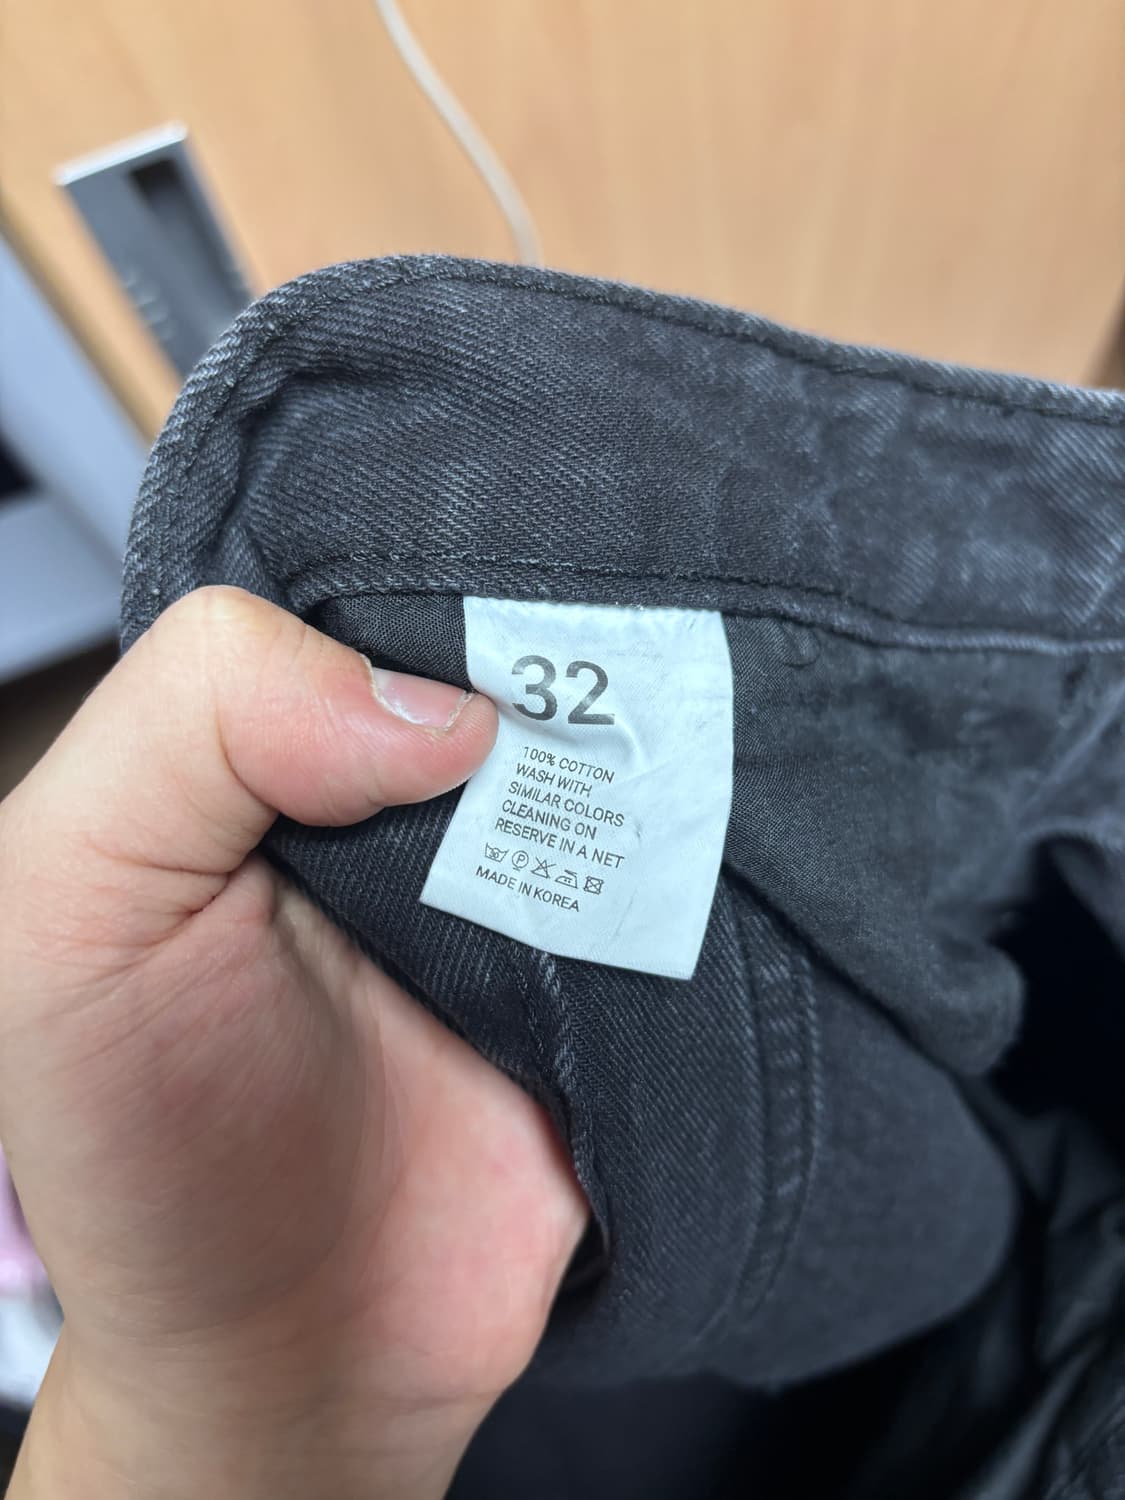 32
100% COTTON
WASH WITH
SIMILAR COLORS
CLEANING ON
RESERVE IN A NET
P
MADE IN KOREA